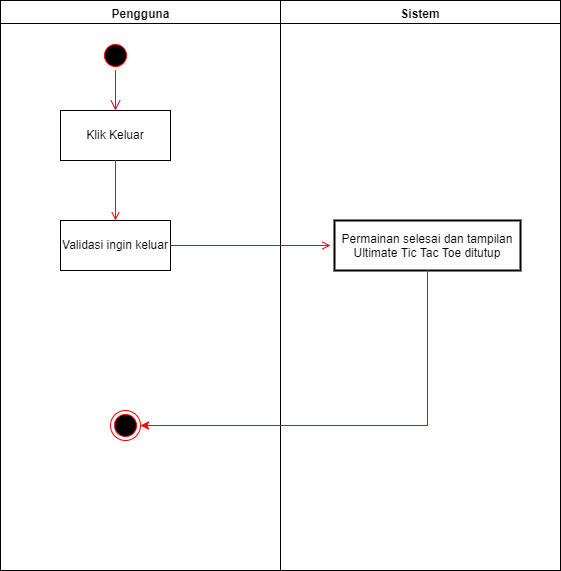 Pengguna
Sistem
Klik Keluar
Validasi ingin keluar
Permainan selesai dan tampilan
Ultimate Tic Tac Toe ditutup